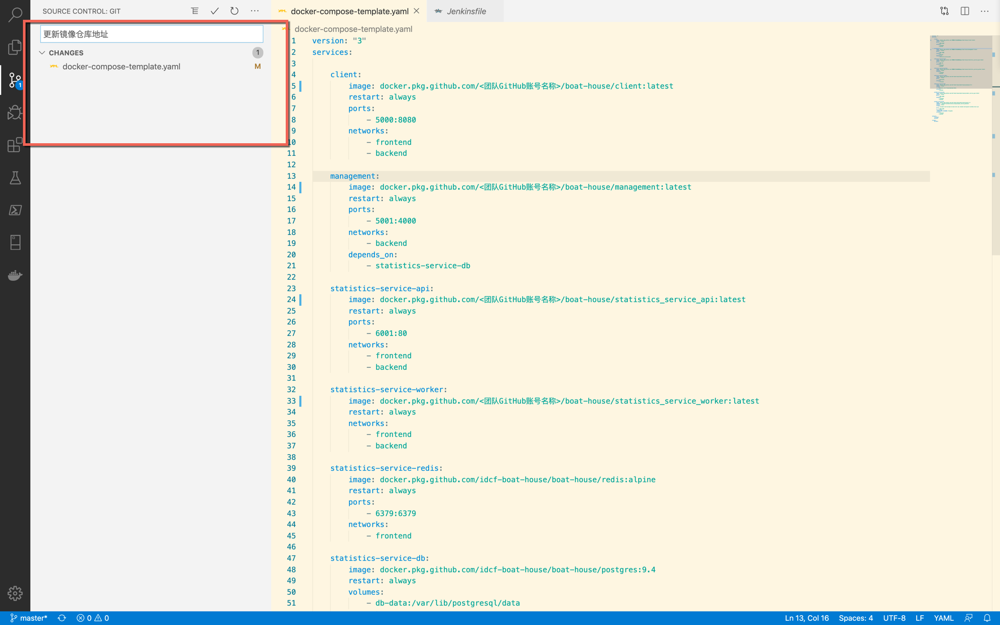 SOURCE CONTROL: GIT
更新镜像仓库地址
CHANGES 1
docker-compose-template.yaml M
1
docker-compose-template.yaml
Jenkinsfile
docker-compose-template.yaml
1 version: "3"
2 services:
3
4 client:
5 image: docker.pkg.github.com/<团队GitHub账号名称>/boat-house/client:latest
6 restart: always
7 ports:
8 - 5000:8080
9 networks:
10 - frontend
11 - backend
12
13 management:
14 image: docker.pkg.github.com/<团队GitHub账号名称>/boat-house/management:latest
15 restart: always
16 ports:
17 - 5001:4000
18 networks:
19 - backend
20 depends_on:
21 - statistics-service-db
22
23 statistics-service-api:
24 image: docker.pkg.github.com/<团队GitHub账号名称>/boat-house/statistics_service_api:latest
25 restart: always
26 ports:
27 - 6001:80
28 networks:
29 - frontend
30 - backend
31
32 statistics-service-worker:
33 image: docker.pkg.github.com/<团队GitHub账号名称>/boat-house/statistics_service_worker:latest
34 restart: always
35 networks:
36 - frontend
37 - backend
38
39 statistics-service-redis:
40 image: docker.pkg.github.com/idcf-boat-house/boat-house/redis:alpine
41 restart: always
42 ports:
43 - 6379:6379
44 networks:
45 - frontend
46
47 statistics-service-db:
48 image: docker.pkg.github.com/idcf-boat-house/boat-house/postgres:9.4
49 restart: always
50 volumes:
51 - db-data:/var/lib/postgresql/data
master* 0 0 Ln 13, Col 16 Spaces: 4 UTF-8 LF YAML